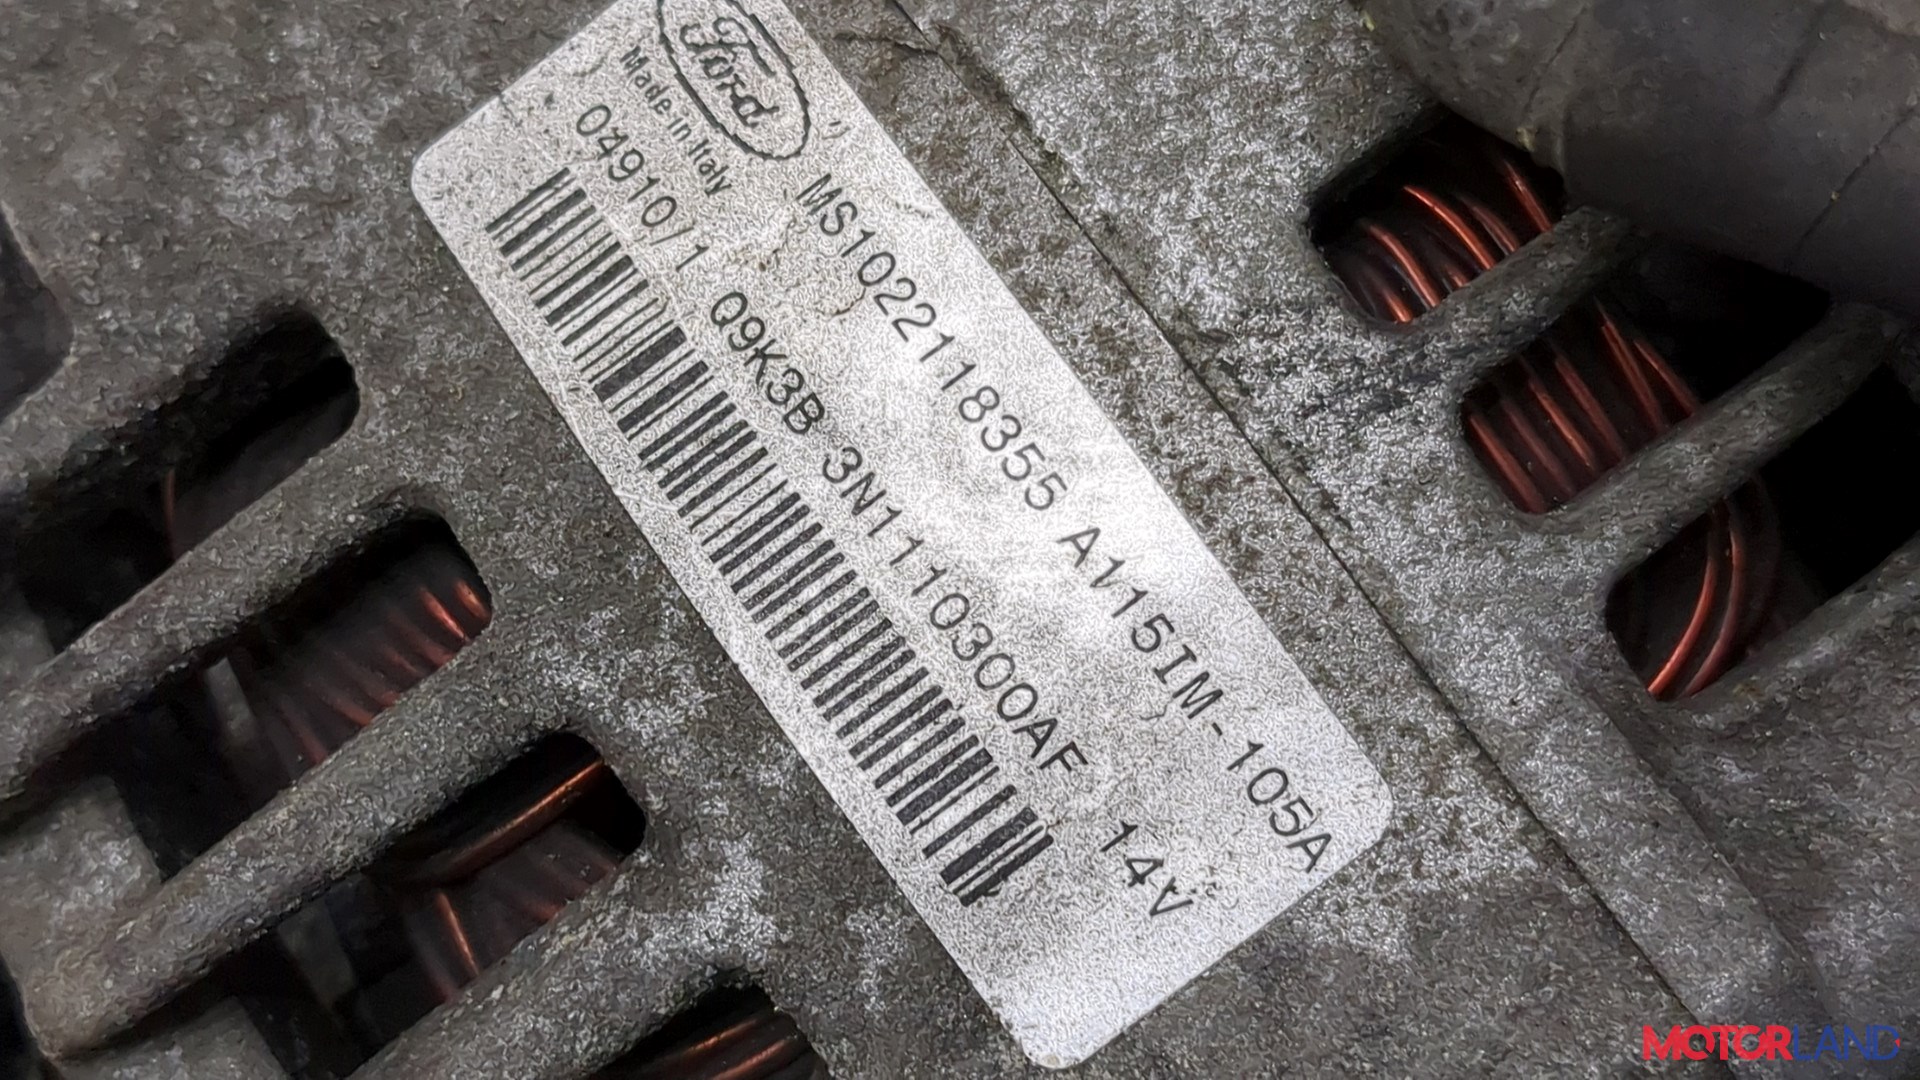 Ford
Made in Italy
MS1022118355 A115IM-105A
04910/1 Q9K3B 3N1110300AF 14V
MOTORLAND